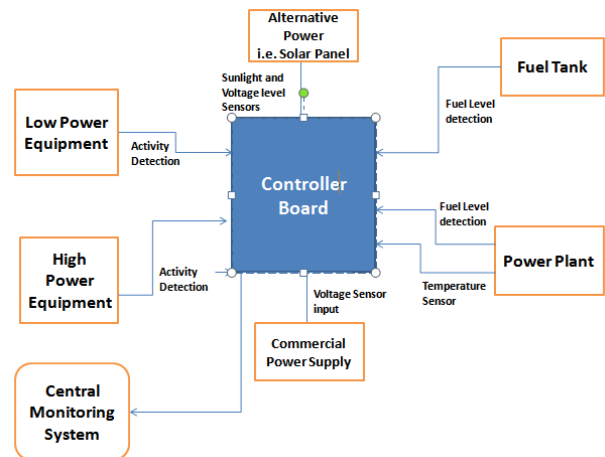 Alternative
Power
i.e. Solar Panel
Sunlight and
Voltage level
Sensors
Fuel Tank
Fuel Level
detection
Low Power
Equipment
Activity
Detection
Controller
Board
Fuel Level
detection
High
Power
Equipment
Activity
Detection
Power Plant
Temperature
Sensor
Voltage Sensor
input
Commercial
Power Supply
Central
Monitoring
System